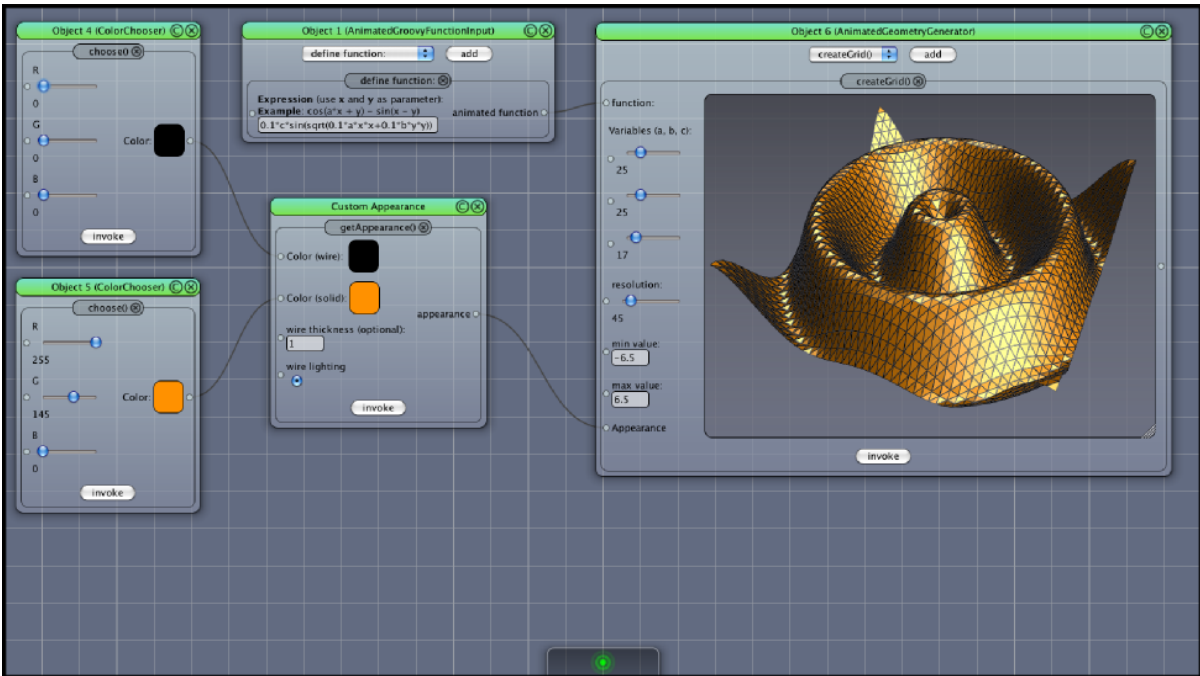 Object 4 (ColorChooser)
choose()
R
0
G
0
B
0
Color:
invoke
Object 5 (ColorChooser)
choose()
R
255
G
145
B
0
Color:
invoke
Object 1 (AnimatedGroovyFunctionInput)
define function:
add
define function:
Expression (use x and y as parameter):
Example: cos(a*x + y) - sin(x - y)
0.1*c*sin(sqrt(0.1*a*x*x+0.1*b*y*y))
animated function
Custom Appearance
getAppearance()
Color (wire):
Color (solid):
wire thickness (optional):
1
wire lighting
appearance
invoke
Object 6 (AnimatedGeometryGenerator)
createGrid()
add
createGrid()
function:
Variables (a, b, c):
25
25
17
resolution:
45
min value:
-6.5
max value:
6.5
Appearance
invoke